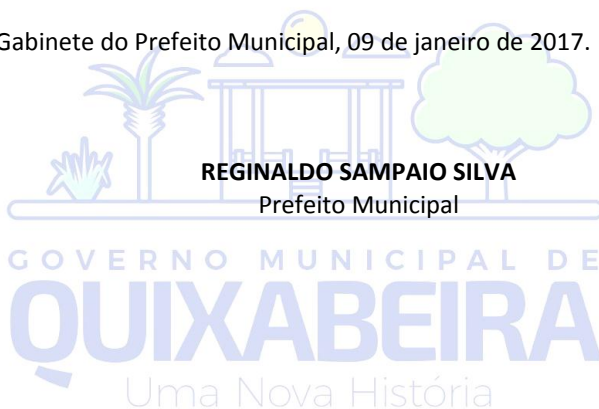 Gabinete do Prefeito Municipal, 09 de janeiro de 2017.
REGINALDO SAMPAIO SILVA
Prefeito Municipal
GOVERNO MUNICIPAL DE
QUIXABEIRA
Uma Nova História